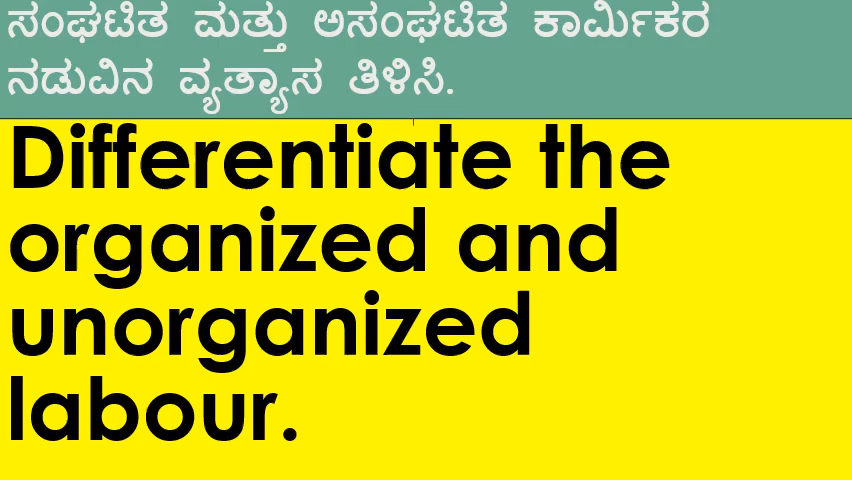 ಸಂಘಟಿತ ಮತ್ತು ಅಸಂಘಟಿತ ಕಾರ್ಮಿಕರ
ನಡುವಿನ ವ್ಯತ್ಯಾಸ ತಿಳಿಸಿ.
Differentiate the
organized and
unorganized
labour.